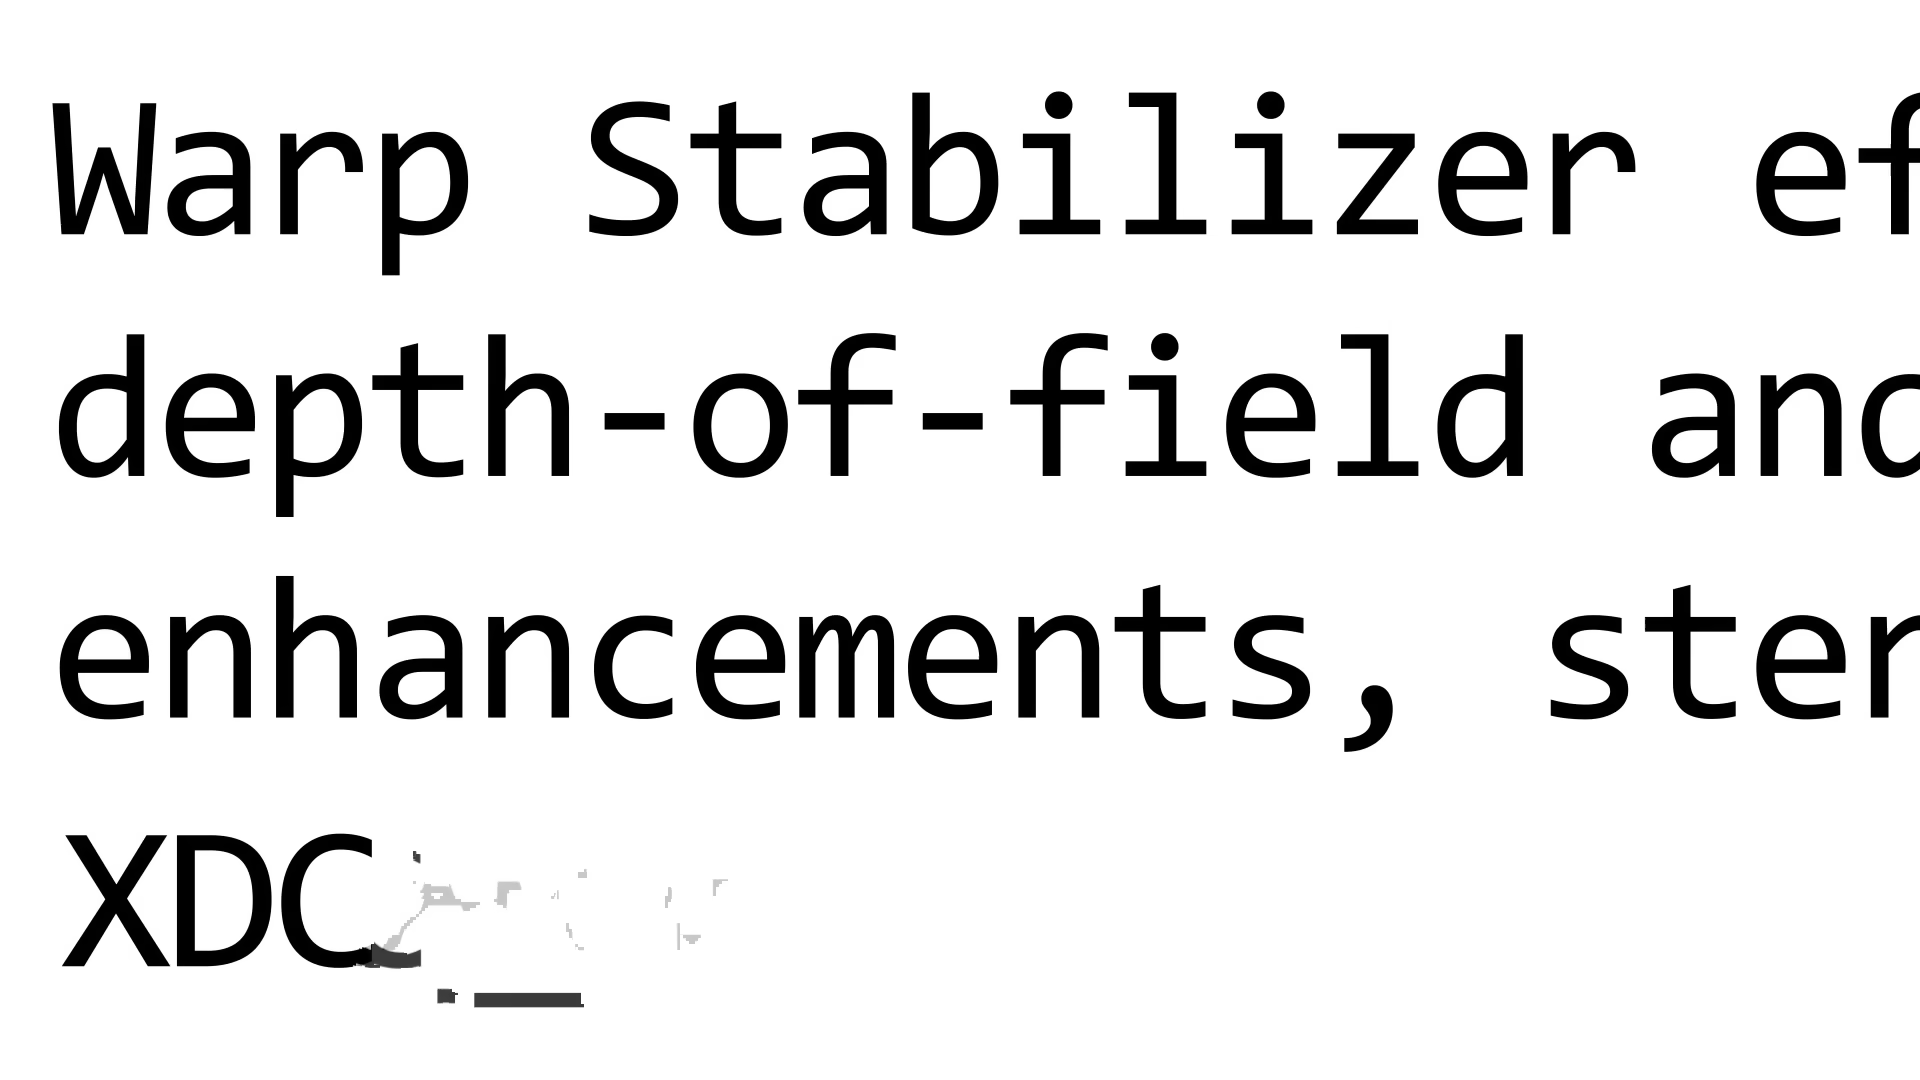 Warp Stabilizer ef
depth-of-field and
enhancements, ster
XDC